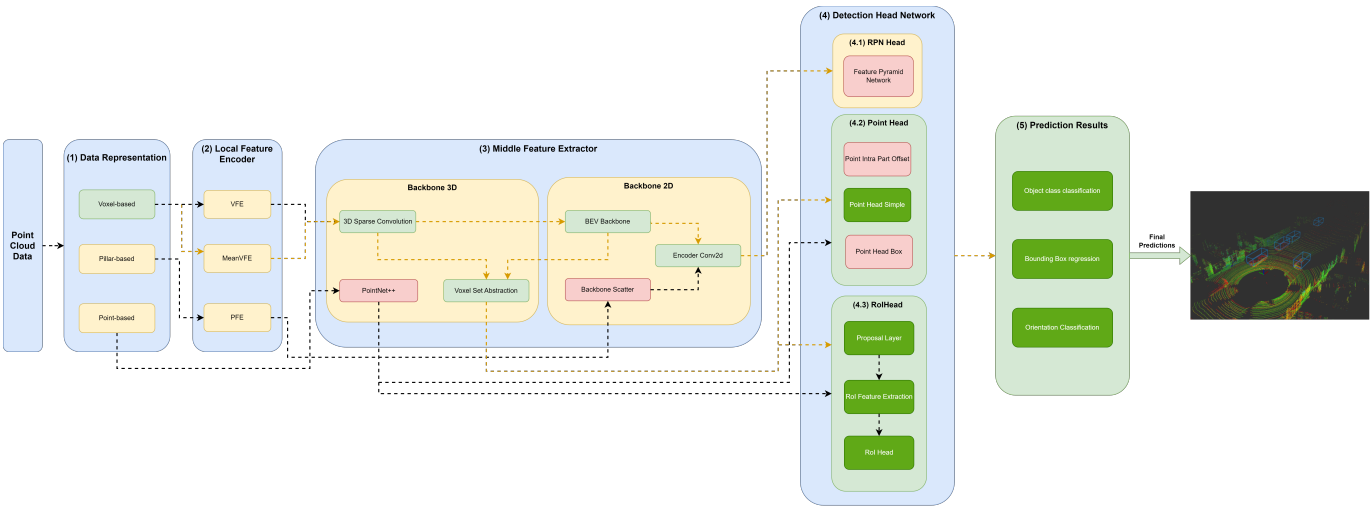 Point
Cloud
Data
(1) Data Representation
Voxel-based
Pillar-based
Point-based
(2) Local Feature
Encoder
VFE
MeanVFE
PFE
(3) Middle Feature Extractor
Backbone 3D
3D Sparse Convolution
PointNet++
Voxel Set Abstraction
Backbone 2D
BEV Backbone
Encoder Conv2d
Backbone Scatter
(4) Detection Head Network
(4.1) RPN Head
Feature Pyramid
Network
(4.2) Point Head
Point Intra Part Offset
Point Head Simple
Point Head Box
(4.3) RoIHead
Proposal Layer
RoI Feature Extraction
RoI Head
(5) Prediction Results
Object class classification
Bounding Box regression
Orientation Classification
Final
Predictions